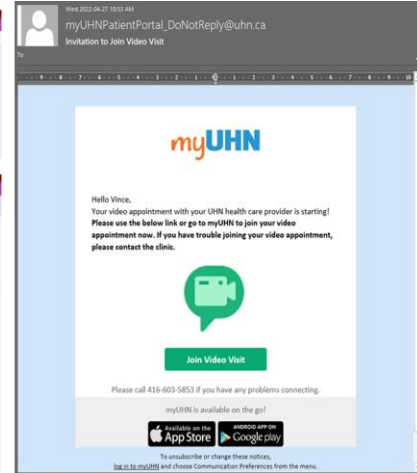 Wed 2022-04-27 10:53 AM
myUHNPatientPortal_DoNotReply@uhn.ca
Invitation to Join Video Visit
To
myUHN
Hello Vince,
Your video appointment with your UHN health care provider is starting!
Please use the below link or go to myUHN to join your video
appointment now. If you have trouble joining your video appointment,
please contact the clinic.
Join Video Visit
Please call 416-603-5853 if you have any problems connecting.
myUHN is available on the go!
Available on the
App Store
ANDROID APP ON
Google play
To unsubscribe or change these notices,
log in to myUHN and choose Communication Preferences from the menu.